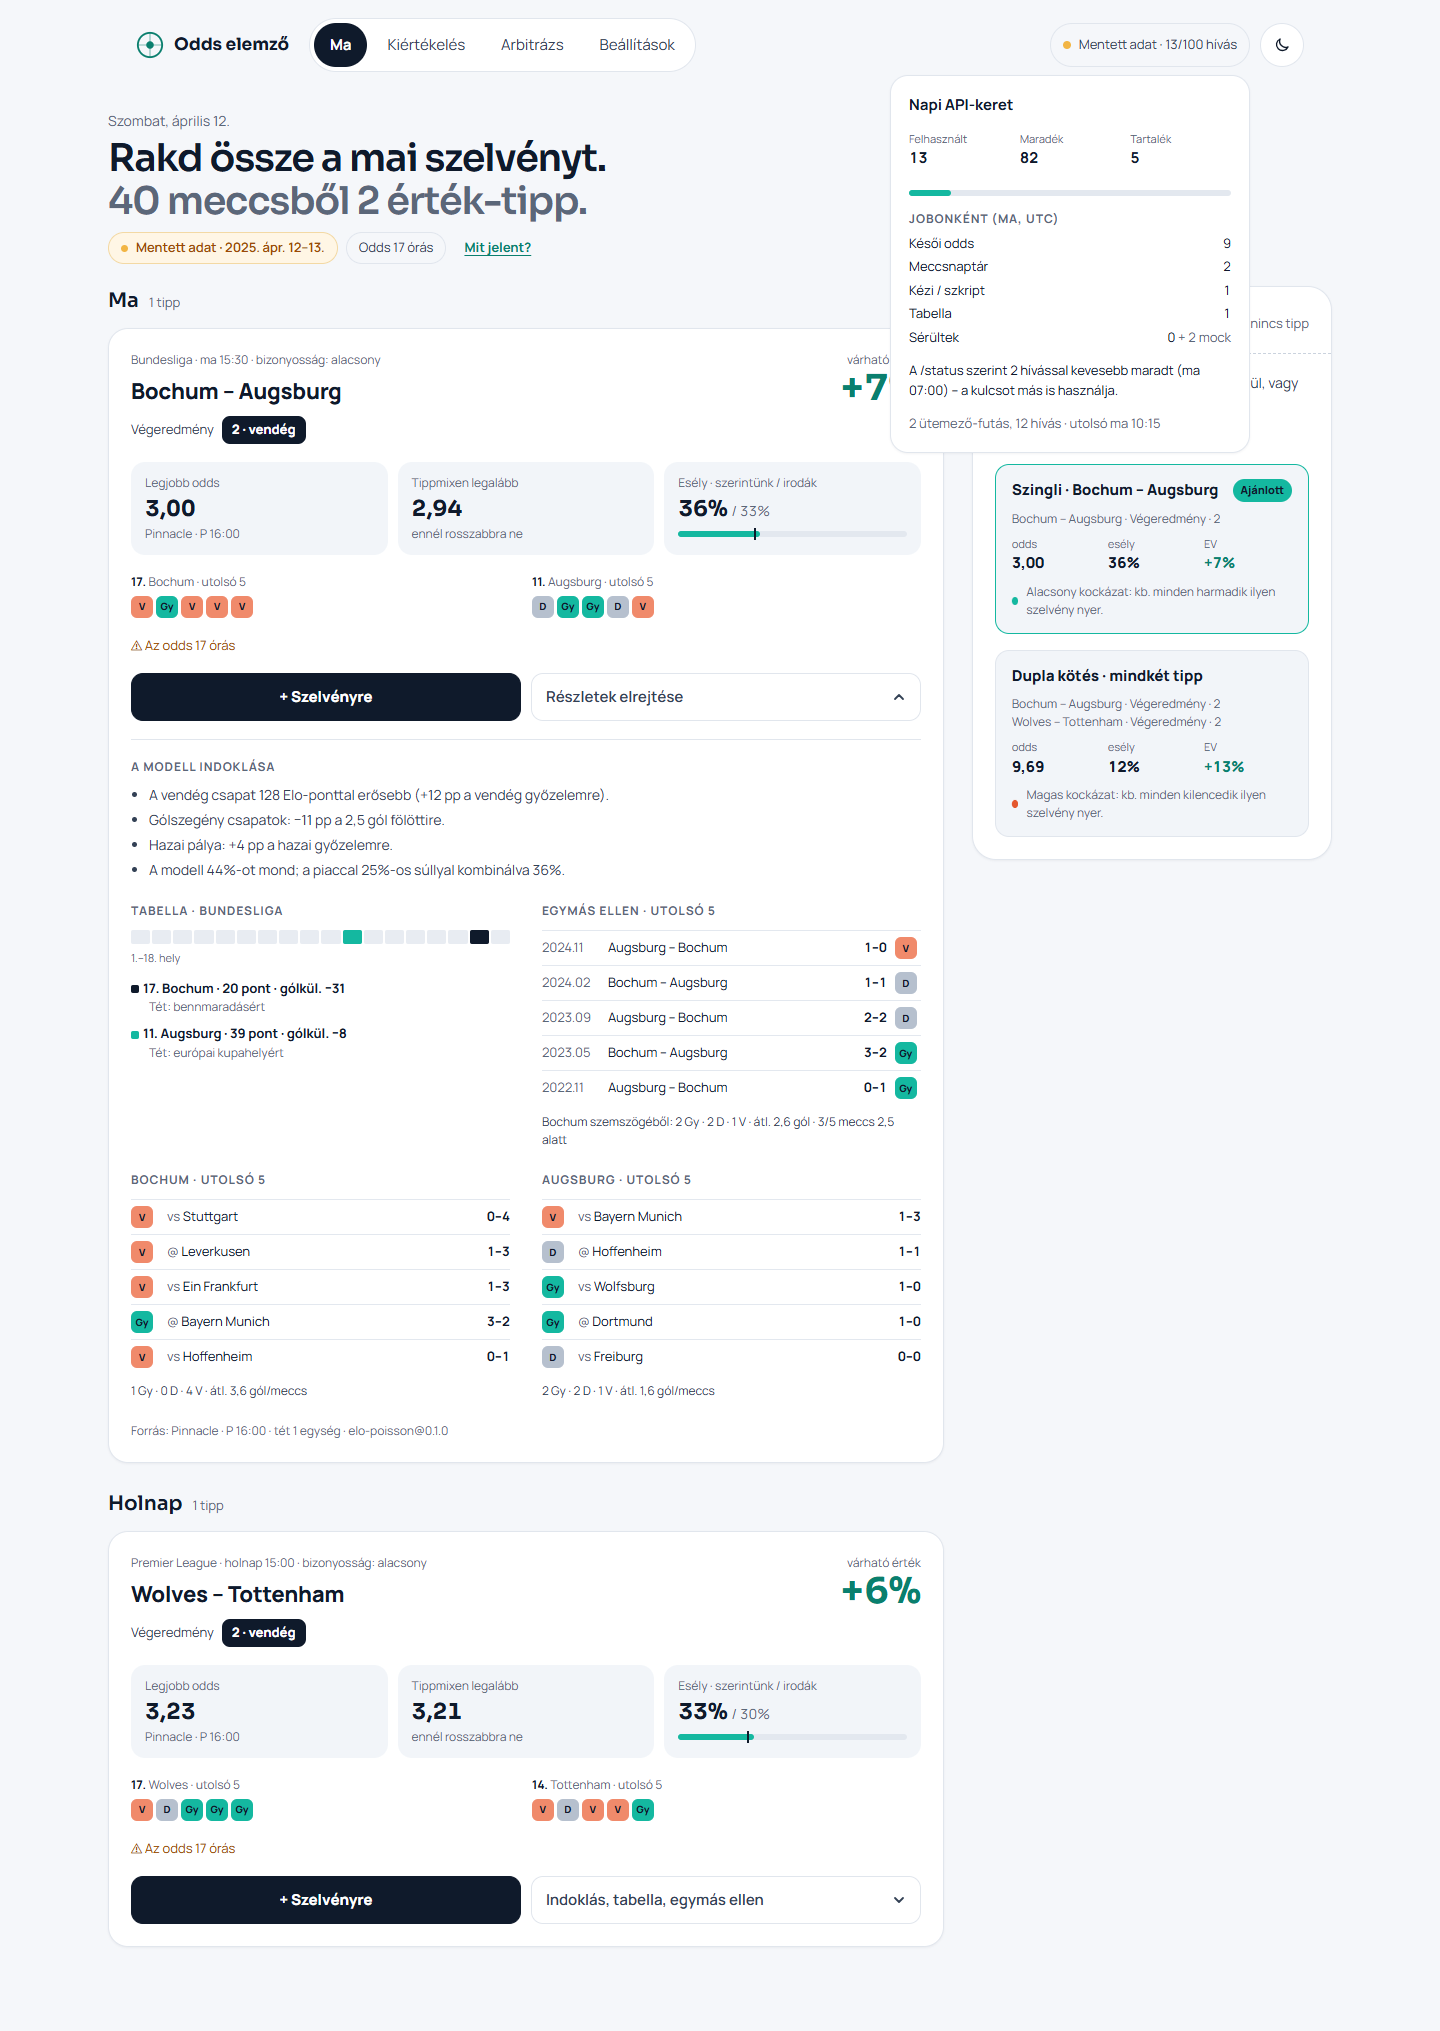 Odds elemző
Ma
Kiértékelés
Arbitrázs
Beállítások
Mentett adat · 13/100 hívás
Napi API-keret
Felhasznált
Maradék
Tartalék
13
82
5
JOBONKÉNT (MA, UTC)
Késői odds 9
Meccsnaptár 2
Kézi / szkript 1
Tabella 1
Sérültek 0 + 2 mock
A /status szerint 2 hívással kevesebb maradt (ma
07:00) – a kulcsot más is használja.
2 ütemező-futás, 12 hívás · utolsó ma 10:15
Szombat, április 12.
Rakd össze a mai szelvényt.
40 meccsből 2 érték-tipp.
Mentett adat · 2025. ápr. 12–13.
Odds 17 órás
Mit jelent?
Ma 1 tipp
Bundesliga · ma 15:30 · bizonyosság: alacsony
várható
Bochum – Augsburg
+7
Végeredmény 2 · vendég
Legjobb odds
3,00
Pinnacle · P 16:00
Tippmixen legalább
2,94
ennél rosszabbra ne
Esély · szerintünk / irodák
36% / 33%
17. Bochum · utolsó 5
V Gy V V V
11. Augsburg · utolsó 5
D Gy Gy D V
Az odds 17 órás
+ Szelvényre
Részletek elrejtése
A MODELL INDOKLÁSA
• A vendég csapat 128 Elo-ponttal erősebb (+12 pp a vendég győzelemre).
• Gólszegény csapatok: −11 pp a 2,5 gól fölöttire.
• Hazai pálya: +4 pp a hazai győzelemre.
• A modell 44%-ot mond; a piaccal 25%-os súllyal kombinálva 36%.
TABELLA · BUNDESLIGA
1.–18. hely
17. Bochum · 20 pont · gólkül. −31
Tét: bennmaradásért
11. Augsburg · 39 pont · gólkül. −8
Tét: európai kupahelyért
EGYMÁS ELLEN · UTOLSÓ 5
2024.11 Augsburg – Bochum 1–0 V
2024.02 Bochum – Augsburg 1–1 D
2023.09 Augsburg – Bochum 2–2 D
2023.05 Bochum – Augsburg 3–2 Gy
2022.11 Augsburg – Bochum 0–1 Gy
Bochum szemszögéből: 2 Gy · 2 D · 1 V · átl. 2,6 gól · 3/5 meccs 2,5
alatt
BOCHUM · UTOLSÓ 5
V vs Stuttgart 0–4
V @ Leverkusen 1–3
V vs Ein Frankfurt 1–3
Gy @ Bayern Munich 3–2
V vs Hoffenheim 0–1
1 Gy · 0 D · 4 V · átl. 3,6 gól/meccs
AUGSBURG · UTOLSÓ 5
V vs Bayern Munich 1–3
D @ Hoffenheim 1–1
Gy vs Wolfsburg 1–0
Gy @ Dortmund 1–0
D vs Freiburg 0–0
2 Gy · 2 D · 1 V · átl. 1,6 gól/meccs
Forrás: Pinnacle · P 16:00 · tét 1 egység · elo-poisson@0.1.0
nincs tipp
ül, vagy
Szingli · Bochum – Augsburg
Ajánlott
Bochum – Augsburg · Végeredmény · 2
odds
esély
EV
3,00
36%
+7%
Alacsony kockázat: kb. minden harmadik ilyen
szelvény nyer.
Dupla kötés · mindkét tipp
Bochum – Augsburg · Végeredmény · 2
Wolves – Tottenham · Végeredmény · 2
odds
esély
EV
9,69
12%
+13%
Magas kockázat: kb. minden kilencedik ilyen
szelvény nyer.
Holnap 1 tipp
Premier League · holnap 15:00 · bizonyosság: alacsony
várható érték
Wolves – Tottenham
+6%
Végeredmény 2 · vendég
Legjobb odds
3,23
Pinnacle · P 16:00
Tippmixen legalább
3,21
ennél rosszabbra ne
Esély · szerintünk / irodák
33% / 30%
17. Wolves · utolsó 5
V D Gy Gy Gy
14. Tottenham · utolsó 5
V D V V Gy
Az odds 17 órás
+ Szelvényre
Indoklás, tabella, egymás ellen